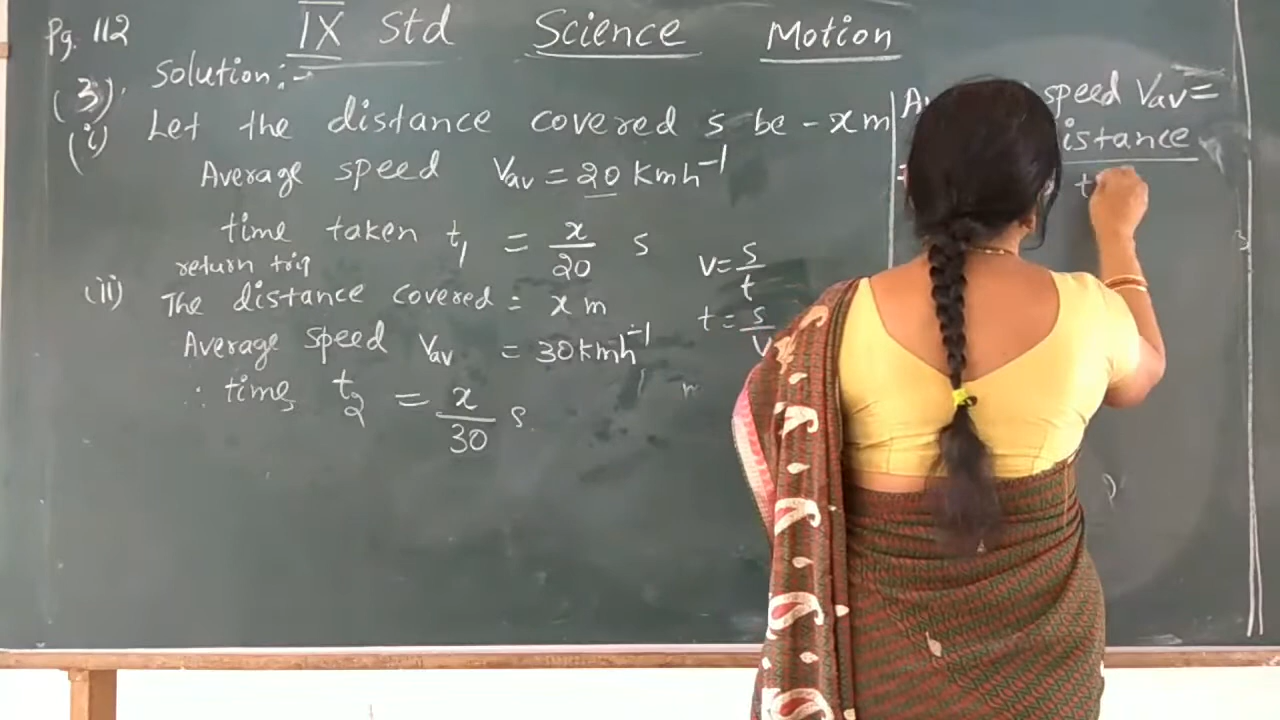 Pg. 112
IX Std Science Motion
Solution:-
(3).
(i) Let the distance covered s be - x m
Average speed Vav = 20 kmh⁻¹
time taken t₁ = x/20 s
return trip
(ii) The distance covered = x m
Average speed Vav = 30 kmh⁻¹
∴ time, t₂ = x/30 s.
v = s/t
t = s/v
speed Vav =
istance
t